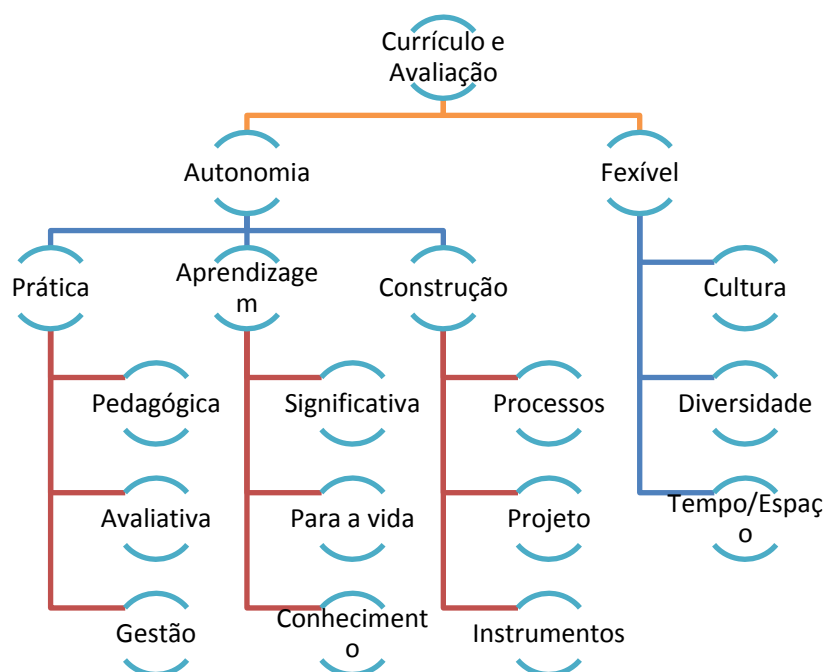 Currículo e
Avaliação
Autonomia
Fexível
Prática
Aprendizage
m
Construção
Cultura
Pedagógica
Significativa
Processos
Diversidade
Avaliativa
Para a vida
Projeto
Tempo/Espaç
o
Gestão
Conheciment
o
Instrumentos